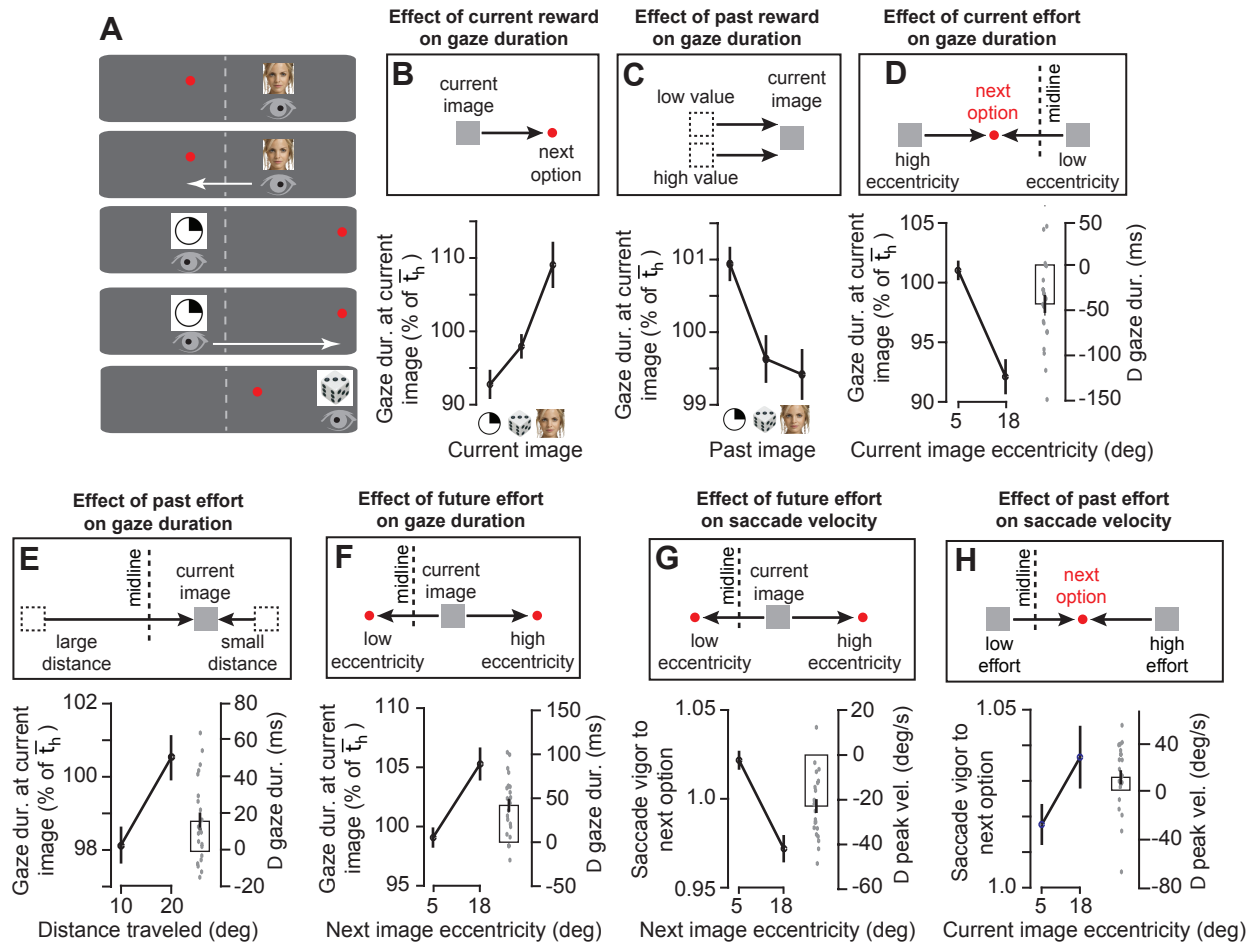 A
Effect of current reward
on gaze duration
B
current
image
next
option
Gaze dur. at current
image (% of t̅h )
110
100
90
Current image
Effect of past reward
on gaze duration
C
low value
high value
current
image
Gaze dur. at current
image (% of t̅h )
101
100
99
Past image
Effect of current effort
on gaze duration
D
next
option
midline
high
eccentricity
low
eccentricity
Gaze dur. at current
image (% of t̅h )
105
100
95
90
5
18
50
0
-50
-100
-150
D gaze dur. (ms)
Current image eccentricity (deg)
Effect of past effort
on gaze duration
E
midline
current
image
large
distance
small
distance
Gaze dur. at current
image (% of t̅h )
102
100
98
10
20
80
60
40
20
0
-20
D gaze dur. (ms)
Distance traveled (deg)
Effect of future effort
on gaze duration
F
midline
current
image
low
eccentricity
high
eccentricity
Gaze dur. at current
image (% of t̅h )
110
105
100
95
5
18
150
100
50
0
-50
D gaze dur. (ms)
Next image eccentricity (deg)
Effect of future effort
on saccade velocity
G
midline
current
image
low
eccentricity
high
eccentricity
Saccade vigor to
next option
1.05
1.0
0.95
5
18
20
0
-20
-40
-60
D peak vel. (deg/s)
Next image eccentricity (deg)
Effect of past effort
on saccade velocity
H
midline
next
option
low
effort
high
effort
Saccade vigor to
next option
1.05
1.0
5
18
40
0
-40
-80
D peak vel. (deg/s)
Current image eccentricity (deg)